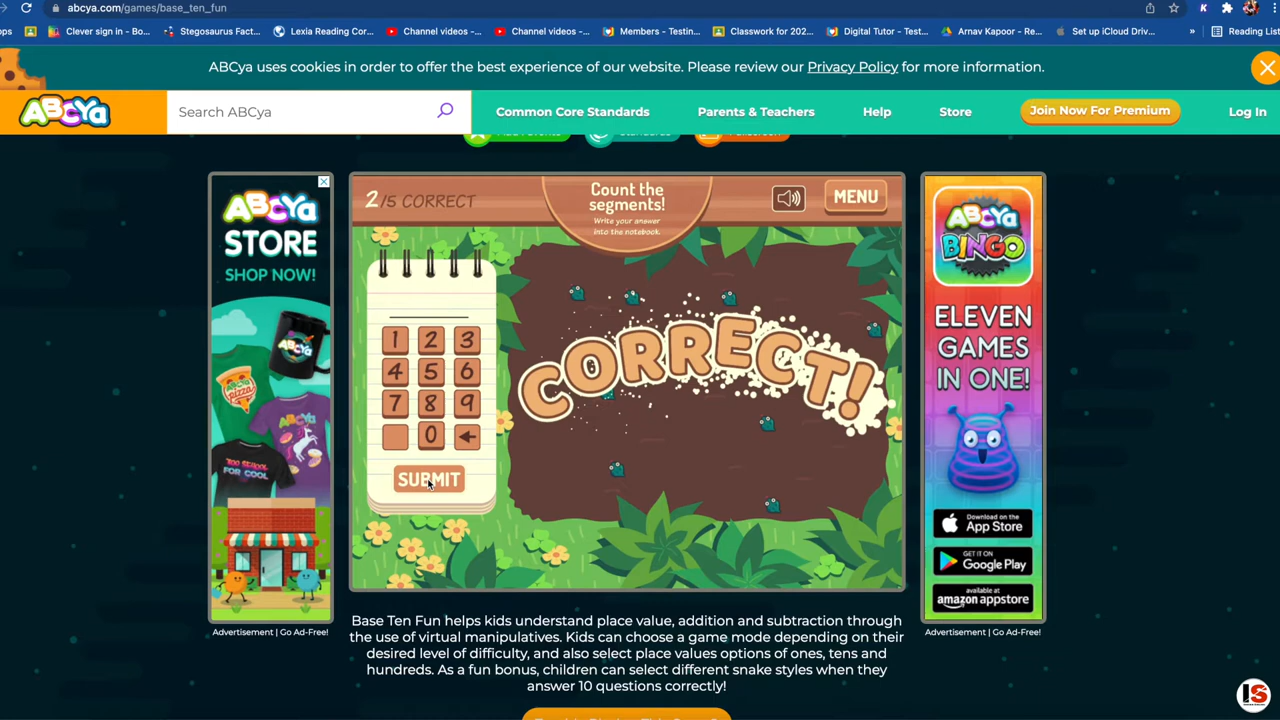 abcya.com/games/base_ten_fun
Clever sign in - Bo... Stegosaurus Fact... Lexia Reading Cor... Channel videos -... Channel videos -... Members - Testin... Classwork for 202... Digital Tutor - Test... Arnav Kapoor - Re... Set up iCloud Driv... » Reading List
ABCya uses cookies in order to offer the best experience of our website. Please review our Privacy Policy for more information.
ABCYa Search ABCya Common Core Standards Parents & Teachers Help Store Join Now For Premium Log In
ABCYa
STORE
SHOP NOW!
TOO SCHOOL
FOR COOL
Advertisement | Go Ad-Free!
2/5 CORRECT
Count the
segments!
Write your answer
into the notebook.
MENU
1 2 3
4 5 6
7 8 9
0
SUBMIT
CORRECT!
ABCYa
BINGO
ELEVEN
GAMES
IN ONE!
Download on the
App Store
GET IT ON
Google Play
available at
amazon appstore
Advertisement | Go Ad-Free!
Base Ten Fun helps kids understand place value, addition and subtraction through
the use of virtual manipulatives. Kids can choose a game mode depending on their
desired level of difficulty, and also select place values options of ones, tens and
hundreds. As a fun bonus, children can select different snake styles when they
answer 10 questions correctly!
IS